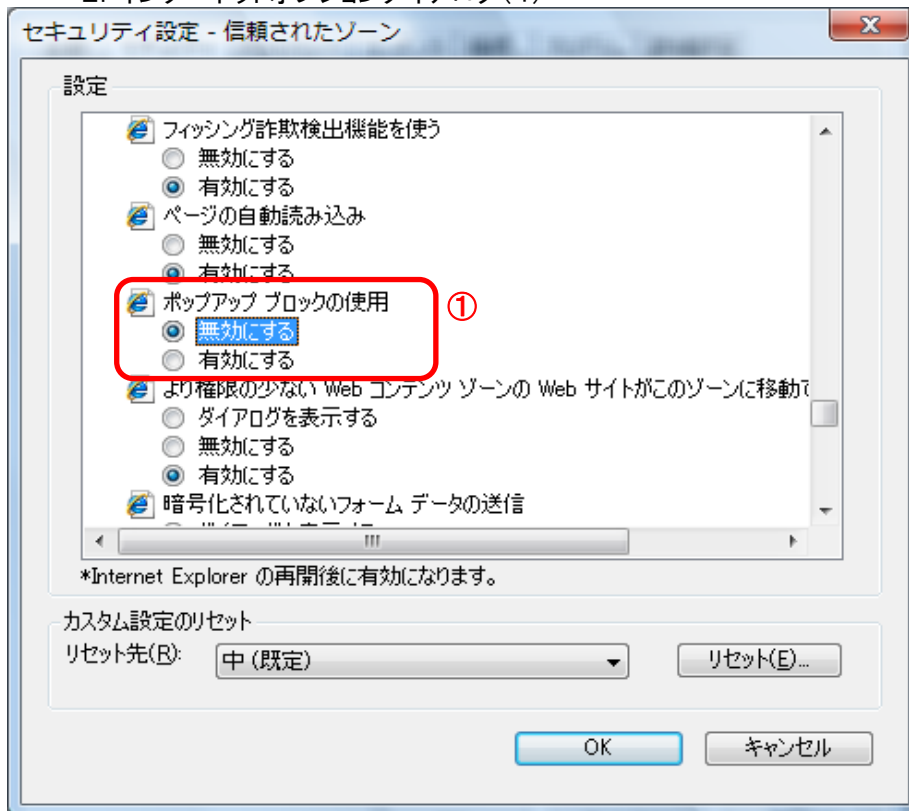 セキュリティ設定 - 信頼されたゾーン
設定
フィッシング詐欺検出機能を使う
無効にする
有効にする
ページの自動読み込み
無効にする
有効にする
ポップアップ ブロックの使用
①
無効にする
有効にする
より権限の少ない Web コンテンツ ゾーンの Web サイトがこのゾーンに移動で
ダイアログを表示する
無効にする
有効にする
暗号化されていないフォーム データの送信
*Internet Explorer の再開後に有効になります。
カスタム設定のリセット
リセット先(R):
中 (既定)
リセット(E)...
OK
キャンセル